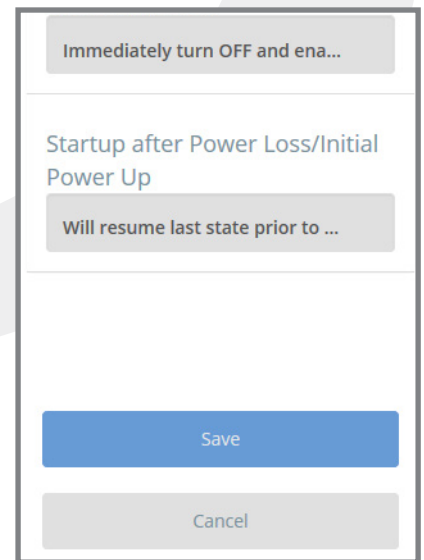 Immediately turn OFF and ena...
Startup after Power Loss/Initial
Power Up
Will resume last state prior to ...
Save
Cancel